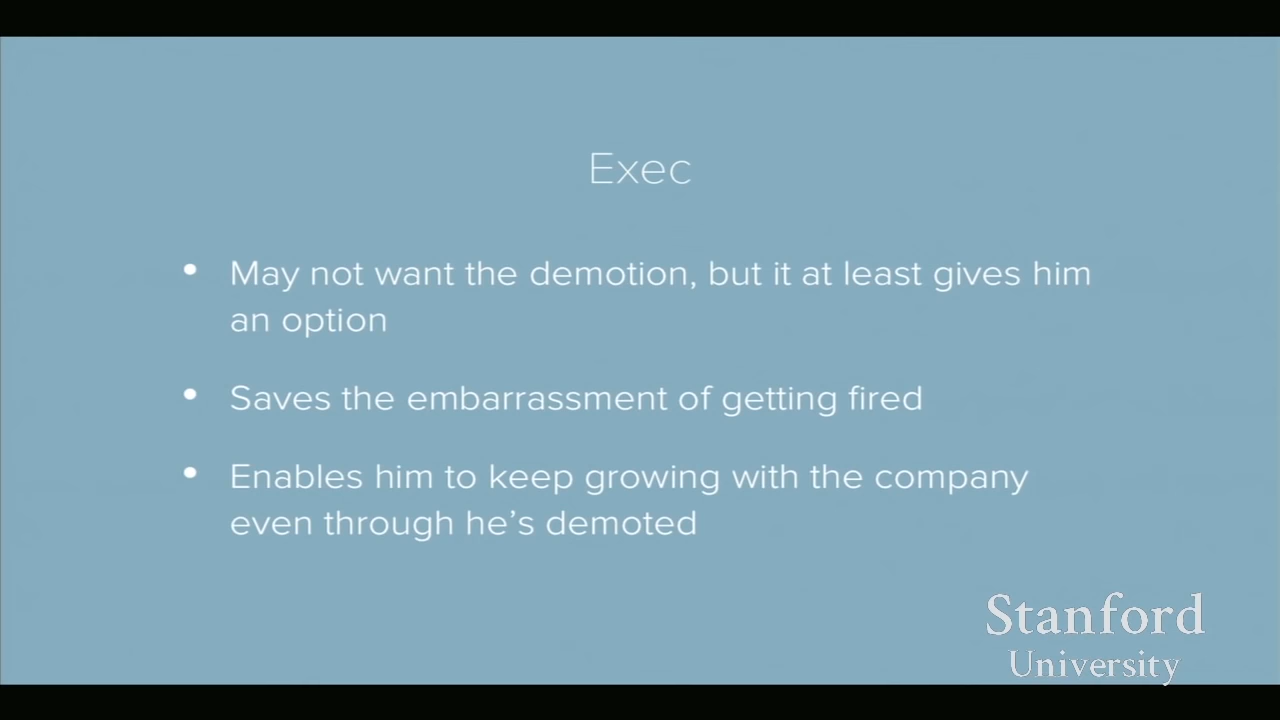 Exec
• May not want the demotion, but it at least gives him
an option
• Saves the embarrassment of getting fired
• Enables him to keep growing with the company
even through he’s demoted
Stanford
University